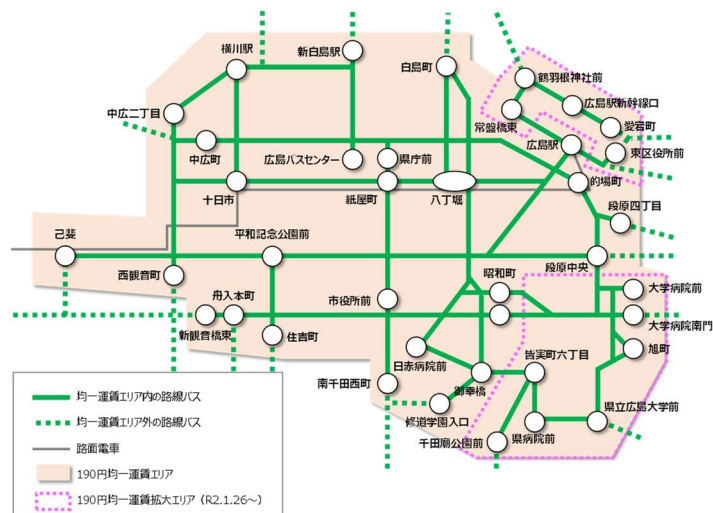 横川駅
新白島駅
白島町
鶴羽根神社前
広島駅新幹線口
中広二丁目
常盤橋東
愛宕町
広島駅
中広町
広島バスセンター
県庁前
東区役所前
十日市
紙屋町
八丁堀
的場町
段原四丁目
己斐
平和記念公園前
西観音町
昭和町
段原中央
舟入本町
市役所前
大学病院前
新観音橋東
住吉町
大学病院南門
日赤病院前
皆実町六丁目
旭町
南千田西町
御幸橋
修道学園入口
県立広島大学前
千田廟公園前
県病院前
均一運賃エリア内の路線バス
均一運賃エリア外の路線バス
路面電車
190円均一運賃エリア
190円均一運賃拡大エリア（R2.1.26～）